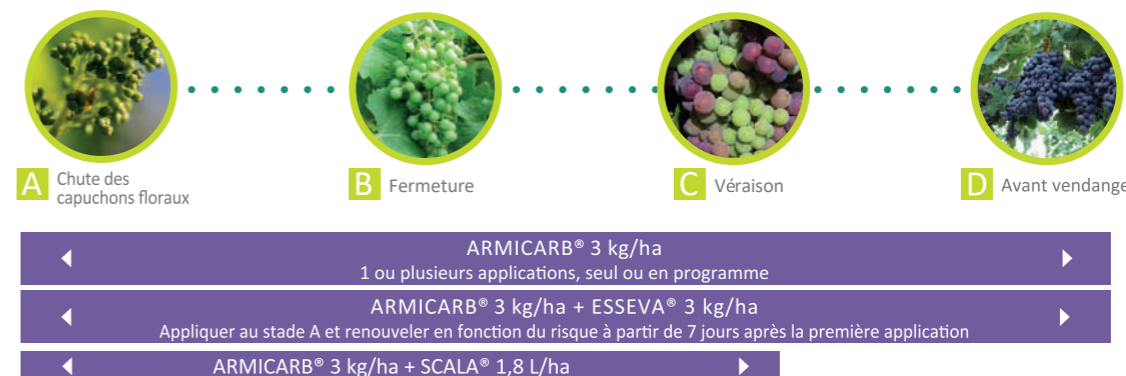 A Chute des
capuchons floraux
B Fermeture
C Véraison
D Avant vendange
ARMICARB® 3 kg/ha
1 ou plusieurs applications, seul ou en programme
ARMICARB® 3 kg/ha + ESSEVA® 3 kg/ha
Appliquer au stade A et renouveler en fonction du risque à partir de 7 jours après la première application
ARMICARB® 3 kg/ha + SCALA® 1,8 L/ha